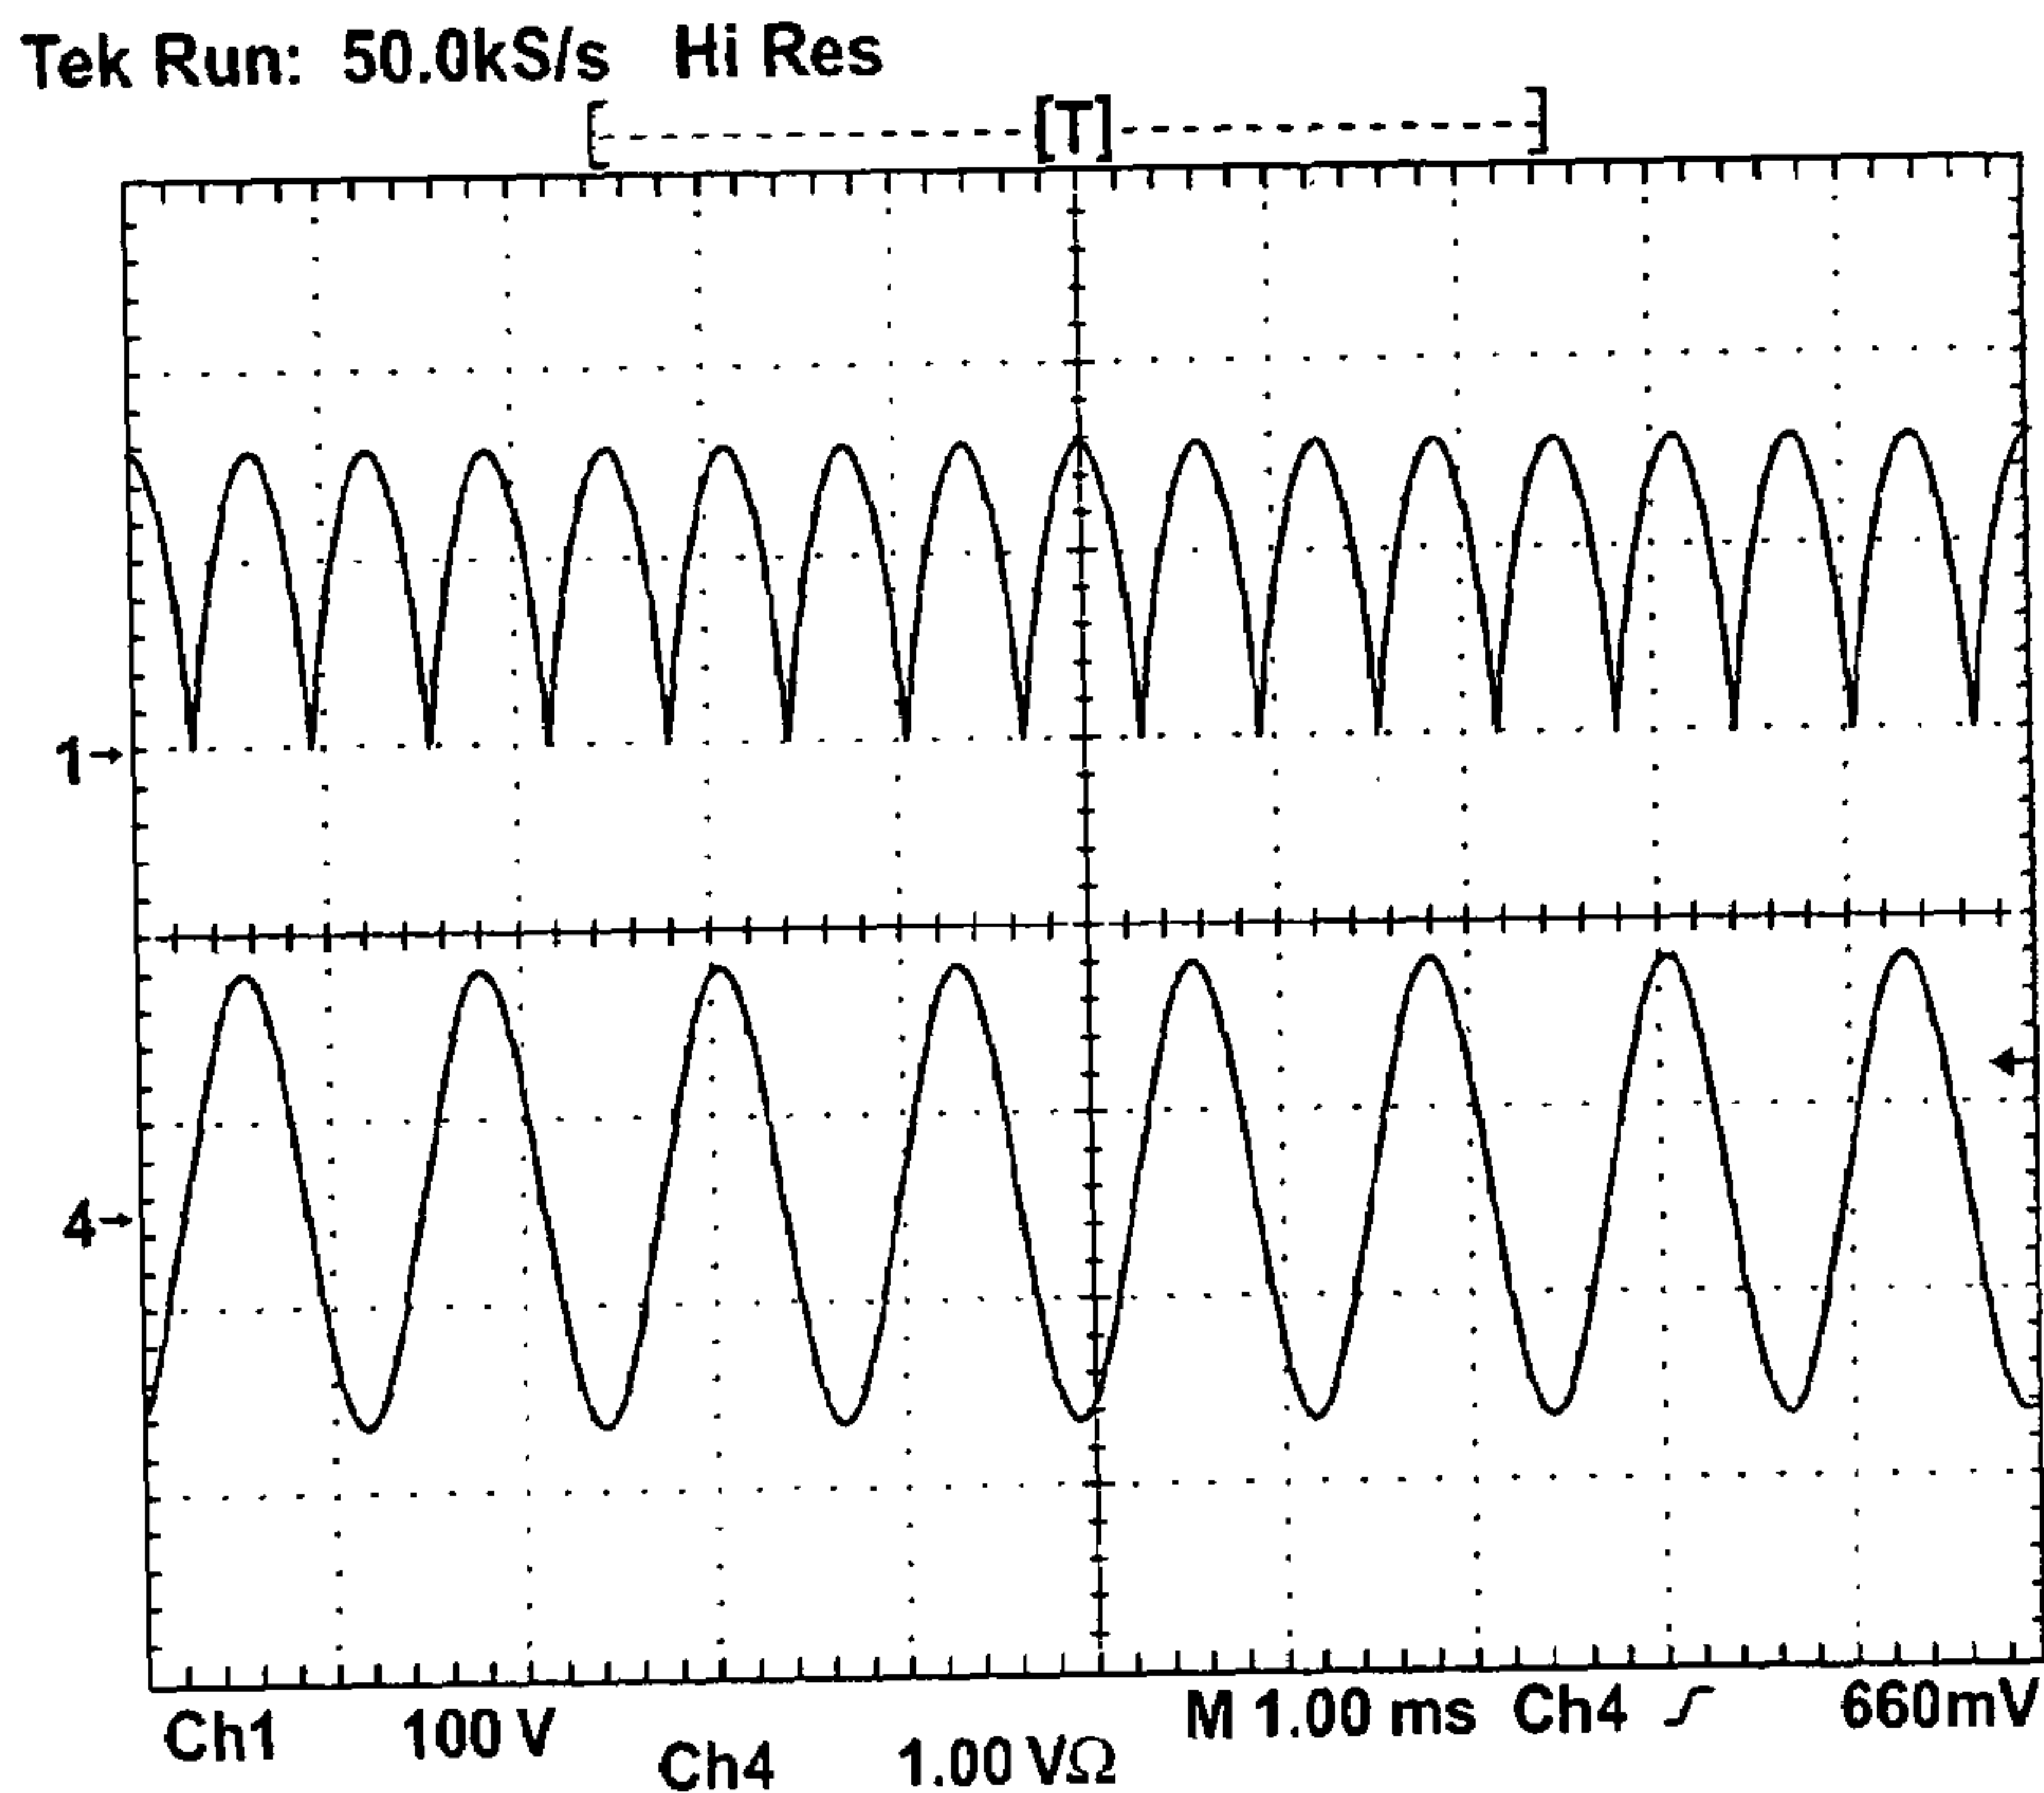 Tek Run: 50.0kS/s Hi Res
[T]
1→
4→
Ch1 100 V
Ch4 1.00 VΩ
M 1.00 ms Ch4 660mV